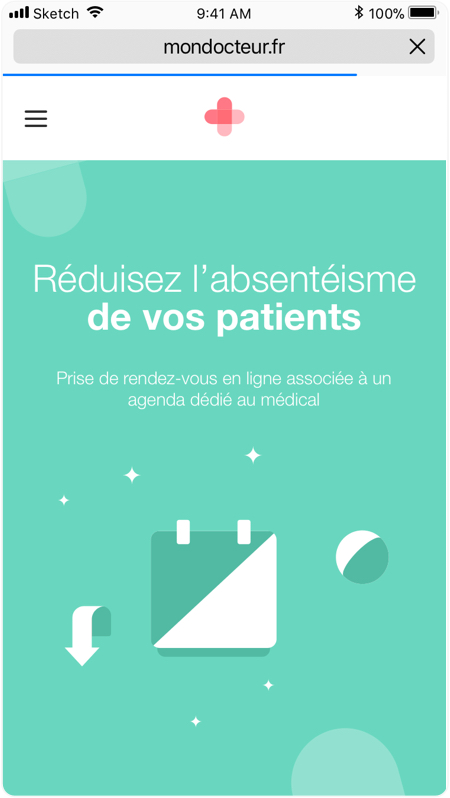 Sketch 9:41 AM 100%
mondocteur.fr
Réduisez l’absentéisme
de vos patients
Prise de rendez-vous en ligne associée à un
agenda dédié au médical